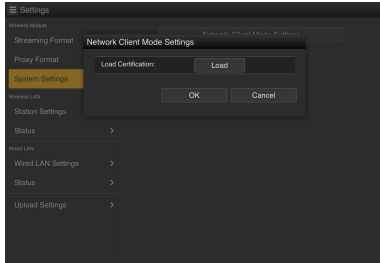 Settings
Wireless Module
Streaming Format
Network Client Mode Settings
Proxy Format
System Settings
Network Client Mode Settings
Load Certification:
Load
OK
Cancel
Wireless LAN
Station Settings
Status
Wired LAN
Wired LAN Settings
Status
Upload Settings